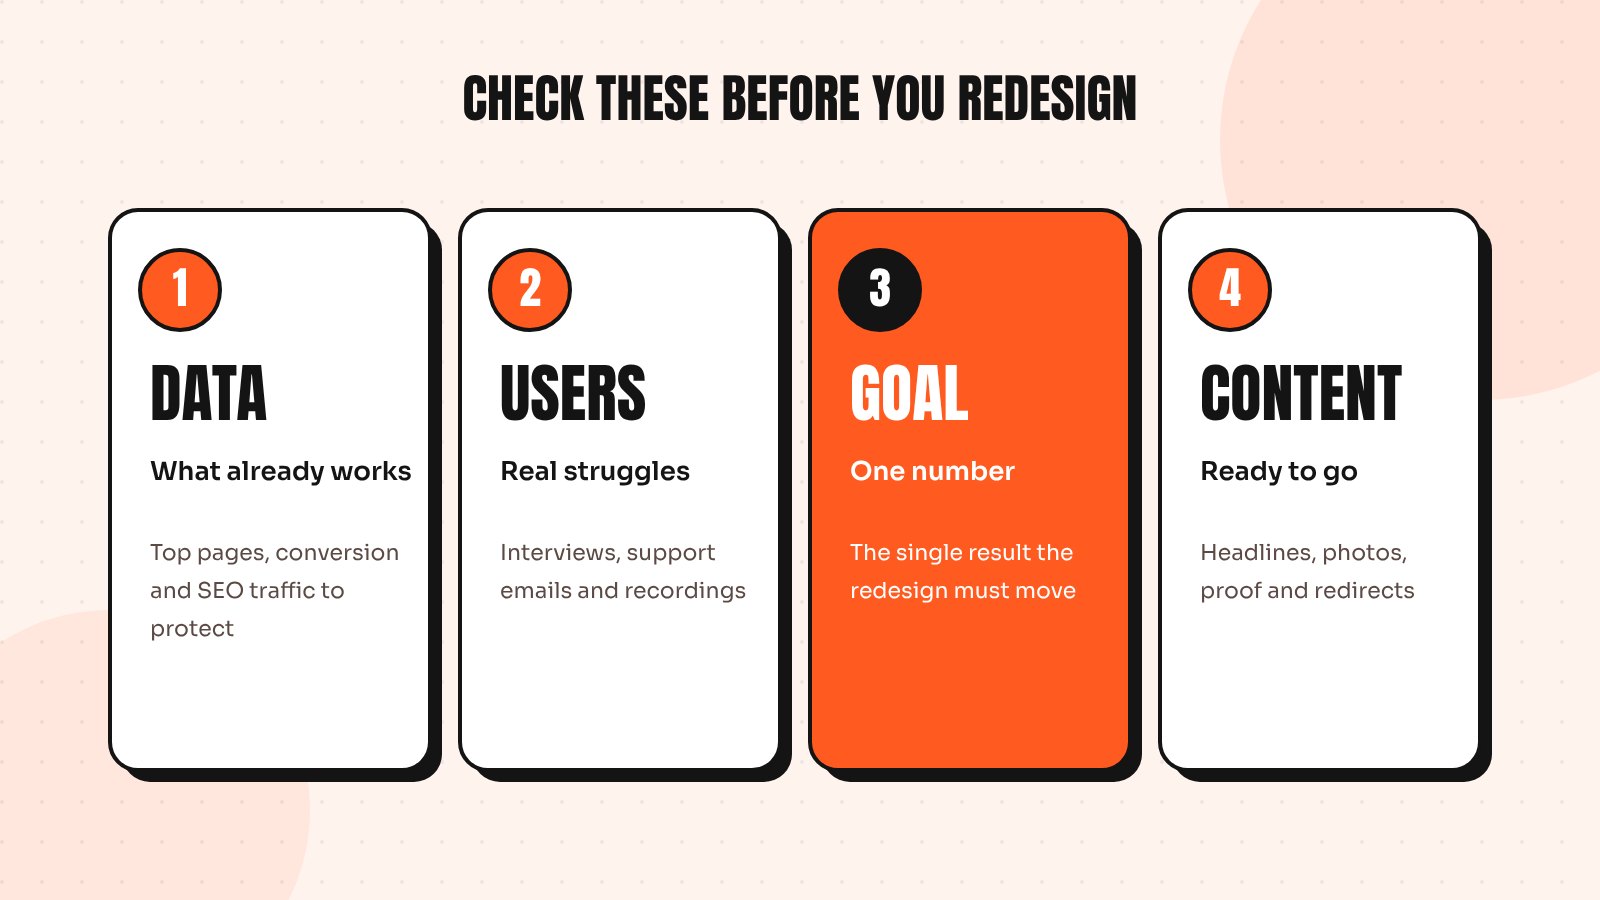 CHECK THESE BEFORE YOU REDESIGN
1
DATA
What already works
Top pages, conversion
and SEO traffic to
protect
2
USERS
Real struggles
Interviews, support
emails and recordings
3
GOAL
One number
The single result the
redesign must move
4
CONTENT
Ready to go
Headlines, photos,
proof and redirects